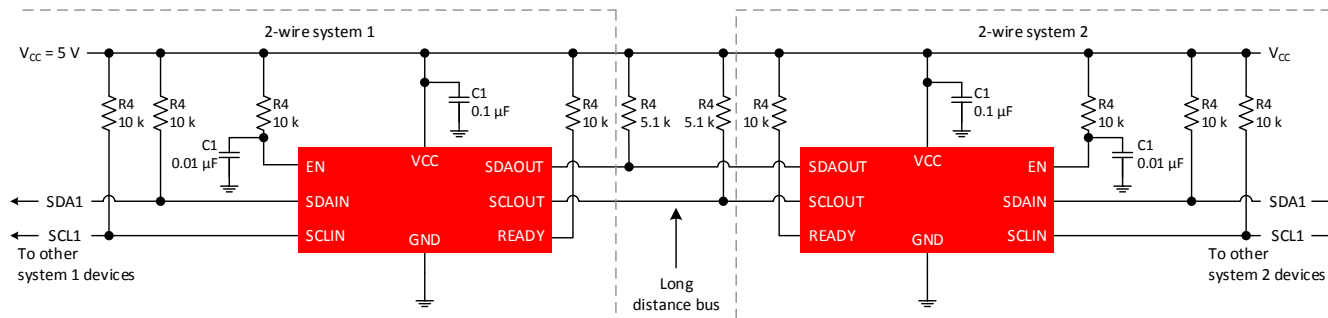 2-wire system 1
2-wire system 2
V_CC = 5 V
V_CC
R4
10 k
R4
10 k
R4
10 k
C1
0.1 µF
R4
10 k
R4
5.1 k
R4
5.1 k
R4
10 k
C1
0.1 µF
R4
10 k
R4
10 k
R4
10 k
C1
0.01 µF
C1
0.01 µF
EN
VCC
SDAOUT
SDAIN
SCLOUT
SCLIN
GND
READY
VCC
SDAOUT
EN
SCLOUT
SDAIN
READY
GND
SCLIN
SDA1
SCL1
To other
system 1 devices
Long
distance bus
SDA1
SCL1
To other
system 2 devices